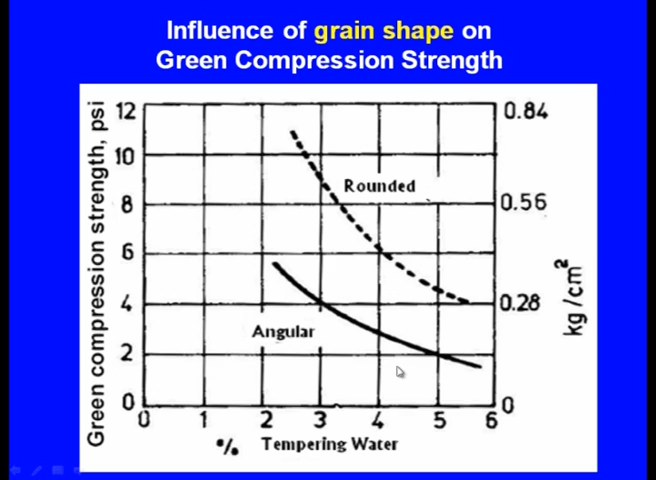 Influence of grain shape on
Green Compression Strength
Green compression strength, psi
12
10
8
6
4
2
0
0.84
0.56
0.28
0
kg/cm²
Rounded
Angular
0 1 2 3 4 5 6
% Tempering Water